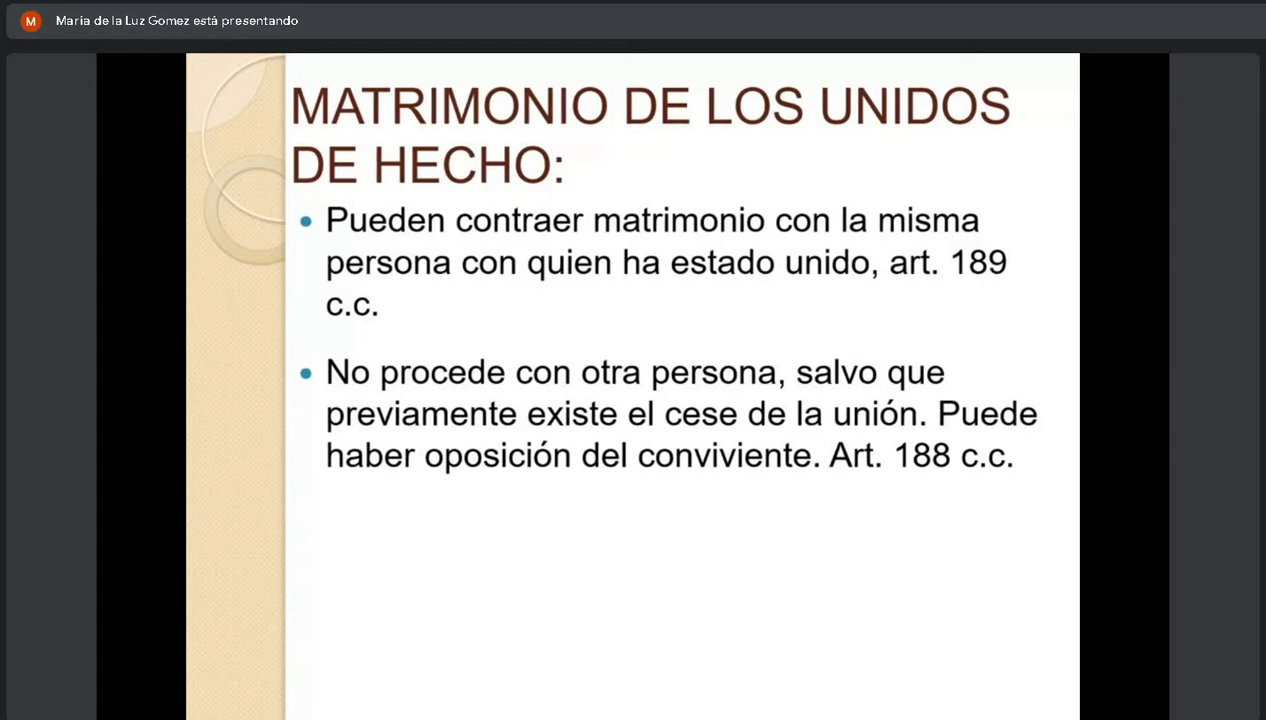 M
Maria de la Luz Gomez está presentando
MATRIMONIO DE LOS UNIDOS
DE HECHO:
• Pueden contraer matrimonio con la misma
persona con quien ha estado unido, art. 189
c.c.
• No procede con otra persona, salvo que
previamente existe el cese de la unión. Puede
haber oposición del conviviente. Art. 188 c.c.